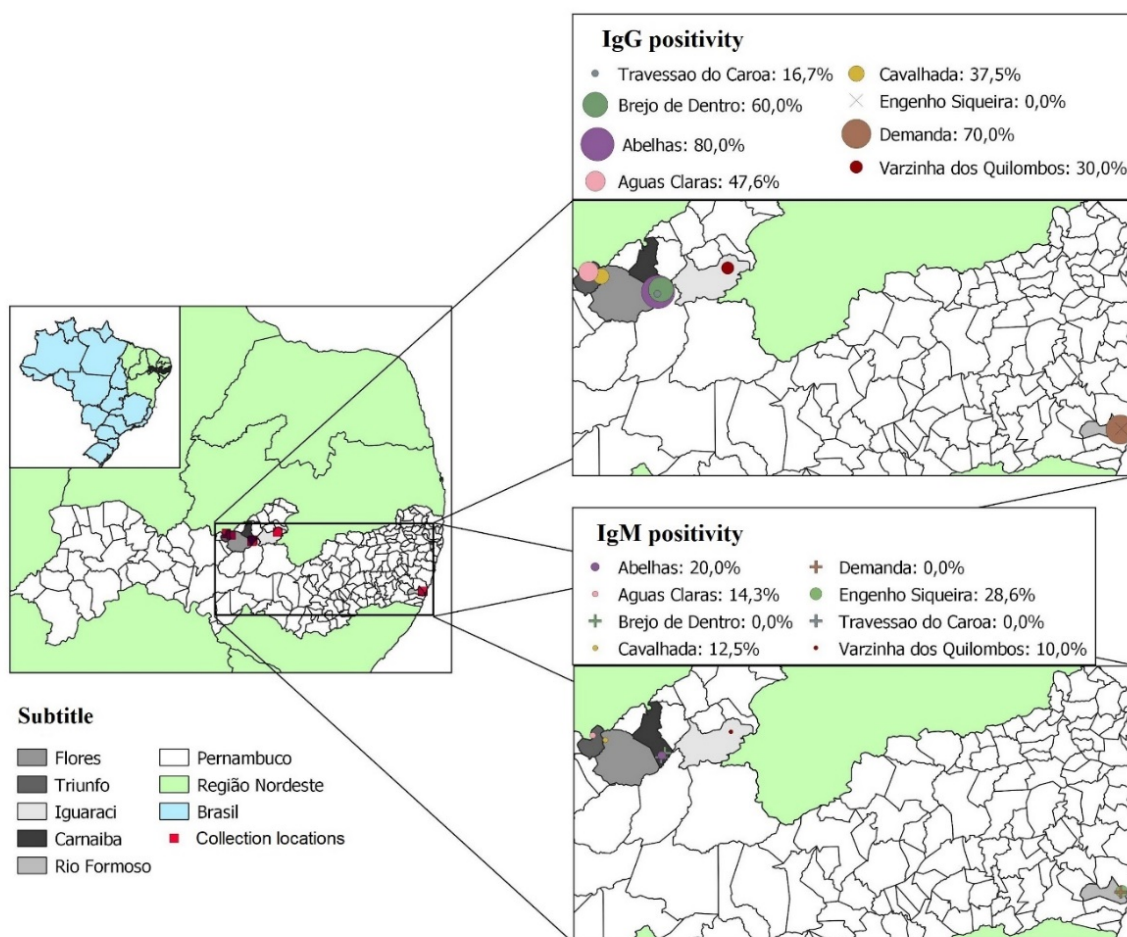 IgG positivity
Travessao do Caroa: 16,7%
Brejo de Dentro: 60,0%
Abelhas: 80,0%
Aguas Claras: 47,6%
Cavalhada: 37,5%
Engenho Siqueira: 0,0%
Demanda: 70,0%
Varzinha dos Quilombos: 30,0%
IgM positivity
Abelhas: 20,0%
Aguas Claras: 14,3%
Brejo de Dentro: 0,0%
Cavalhada: 12,5%
Demanda: 0,0%
Engenho Siqueira: 28,6%
Travessao do Caroa: 0,0%
Varzinha dos Quilombos: 10,0%
Subtitle
Flores
Triunfo
Iguaraci
Carnaiba
Rio Formoso
Pernambuco
Região Nordeste
Brasil
Collection locations